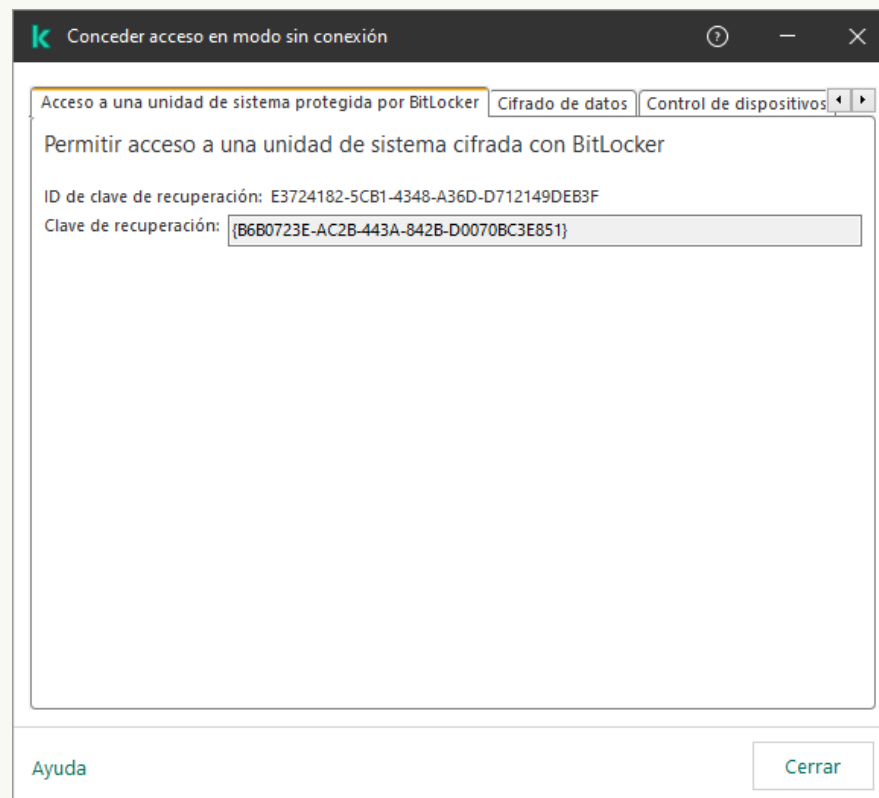 Conceder acceso en modo sin conexión
Acceso a una unidad de sistema protegida por BitLocker
Cifrado de datos
Control de dispositivos
Permitir acceso a una unidad de sistema cifrada con BitLocker
ID de clave de recuperación: E3724182-5CB1-4348-A36D-D712149DEB3F
Clave de recuperación: {B6B0723E-AC2B-443A-842B-D0070BC3E851}
Ayuda
Cerrar